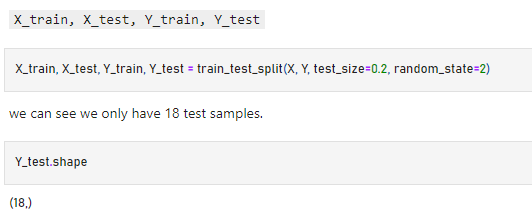 X_train, X_test, Y_train, Y_test
X_train, X_test, Y_train, Y_test = train_test_split(X, Y, test_size=0.2, random_state=2)
we can see we only have 18 test samples.
Y_test.shape
(18,)